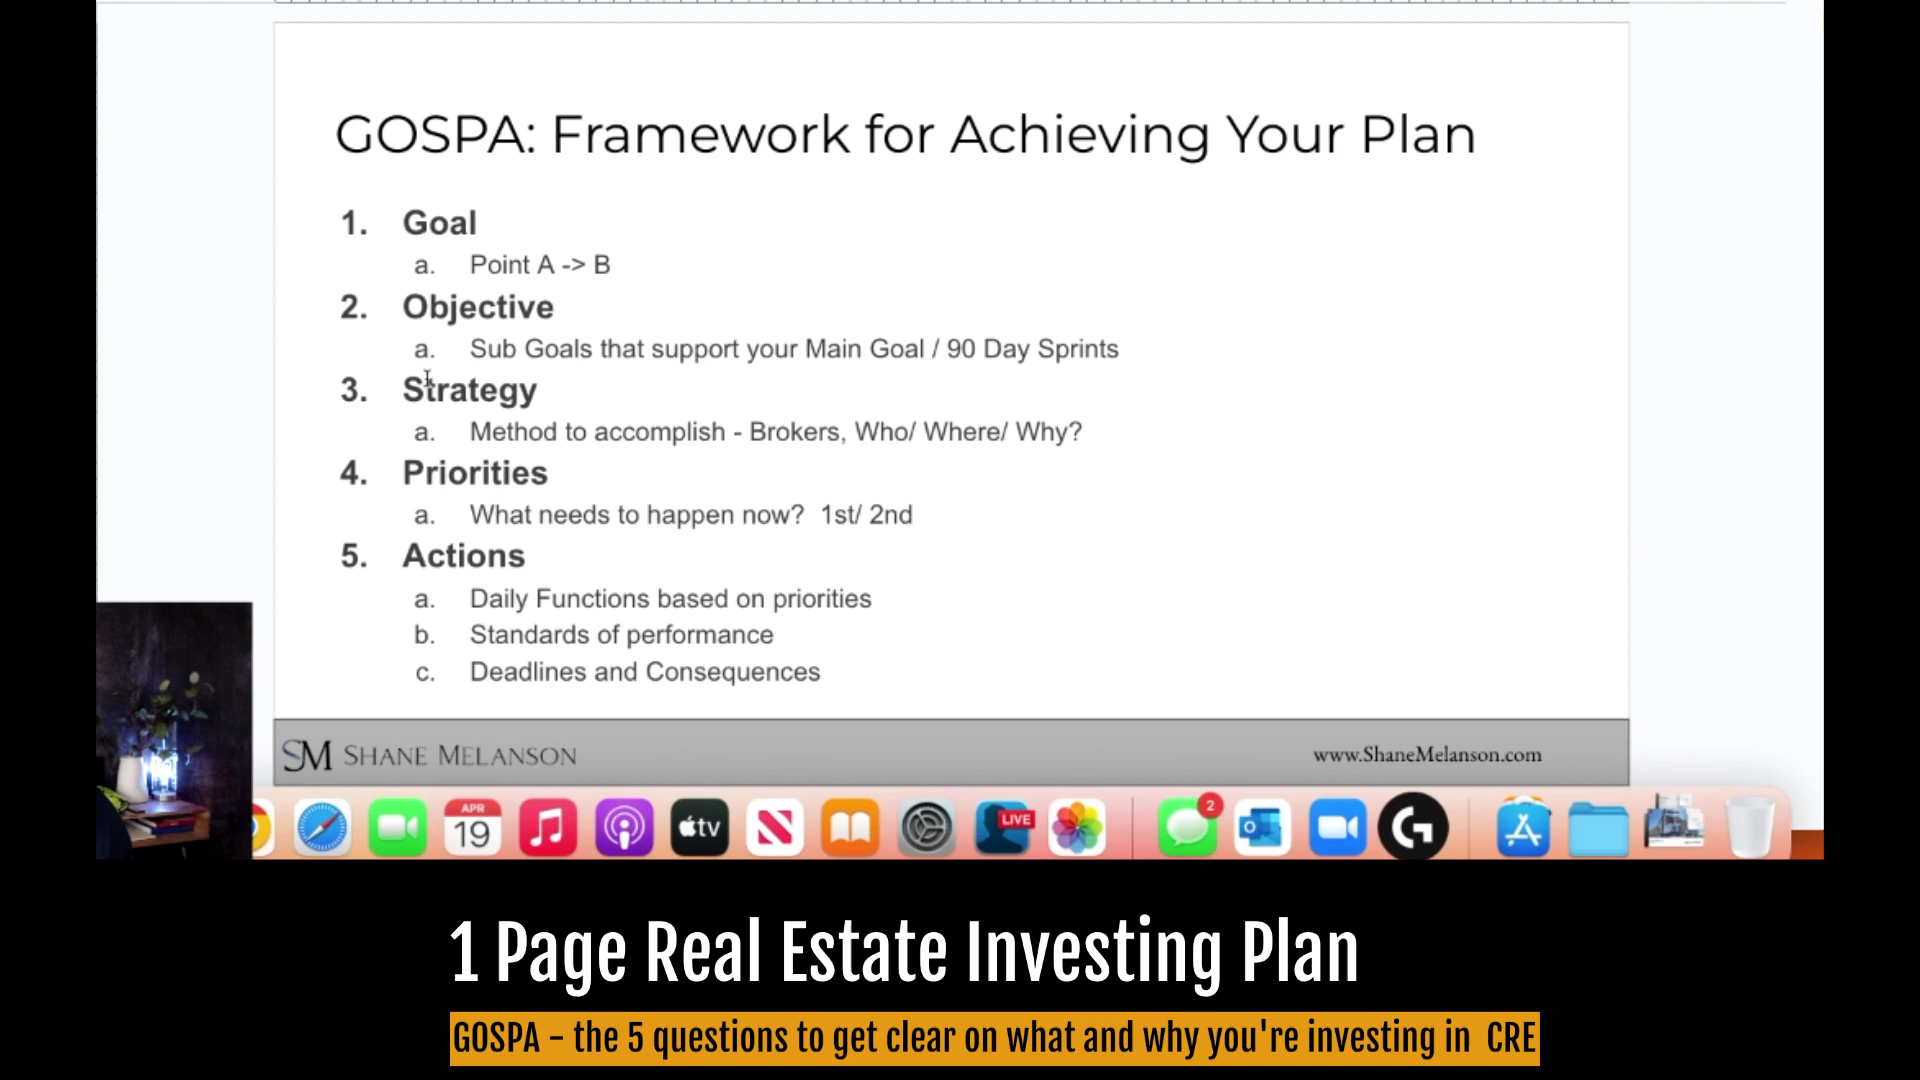 GOSPA: Framework for Achieving Your Plan
1. Goal
a. Point A -> B
2. Objective
a. Sub Goals that support your Main Goal / 90 Day Sprints
3. Strategy
a. Method to accomplish - Brokers, Who/ Where/ Why?
4. Priorities
a. What needs to happen now? 1st/ 2nd
5. Actions
a. Daily Functions based on priorities
b. Standards of performance
c. Deadlines and Consequences
SM SHANE MELANSON
www.ShaneMelanson.com
APR
19
tv
LIVE
2
1 Page Real Estate Investing Plan
GOSPA - the 5 questions to get clear on what and why you're investing in CRE